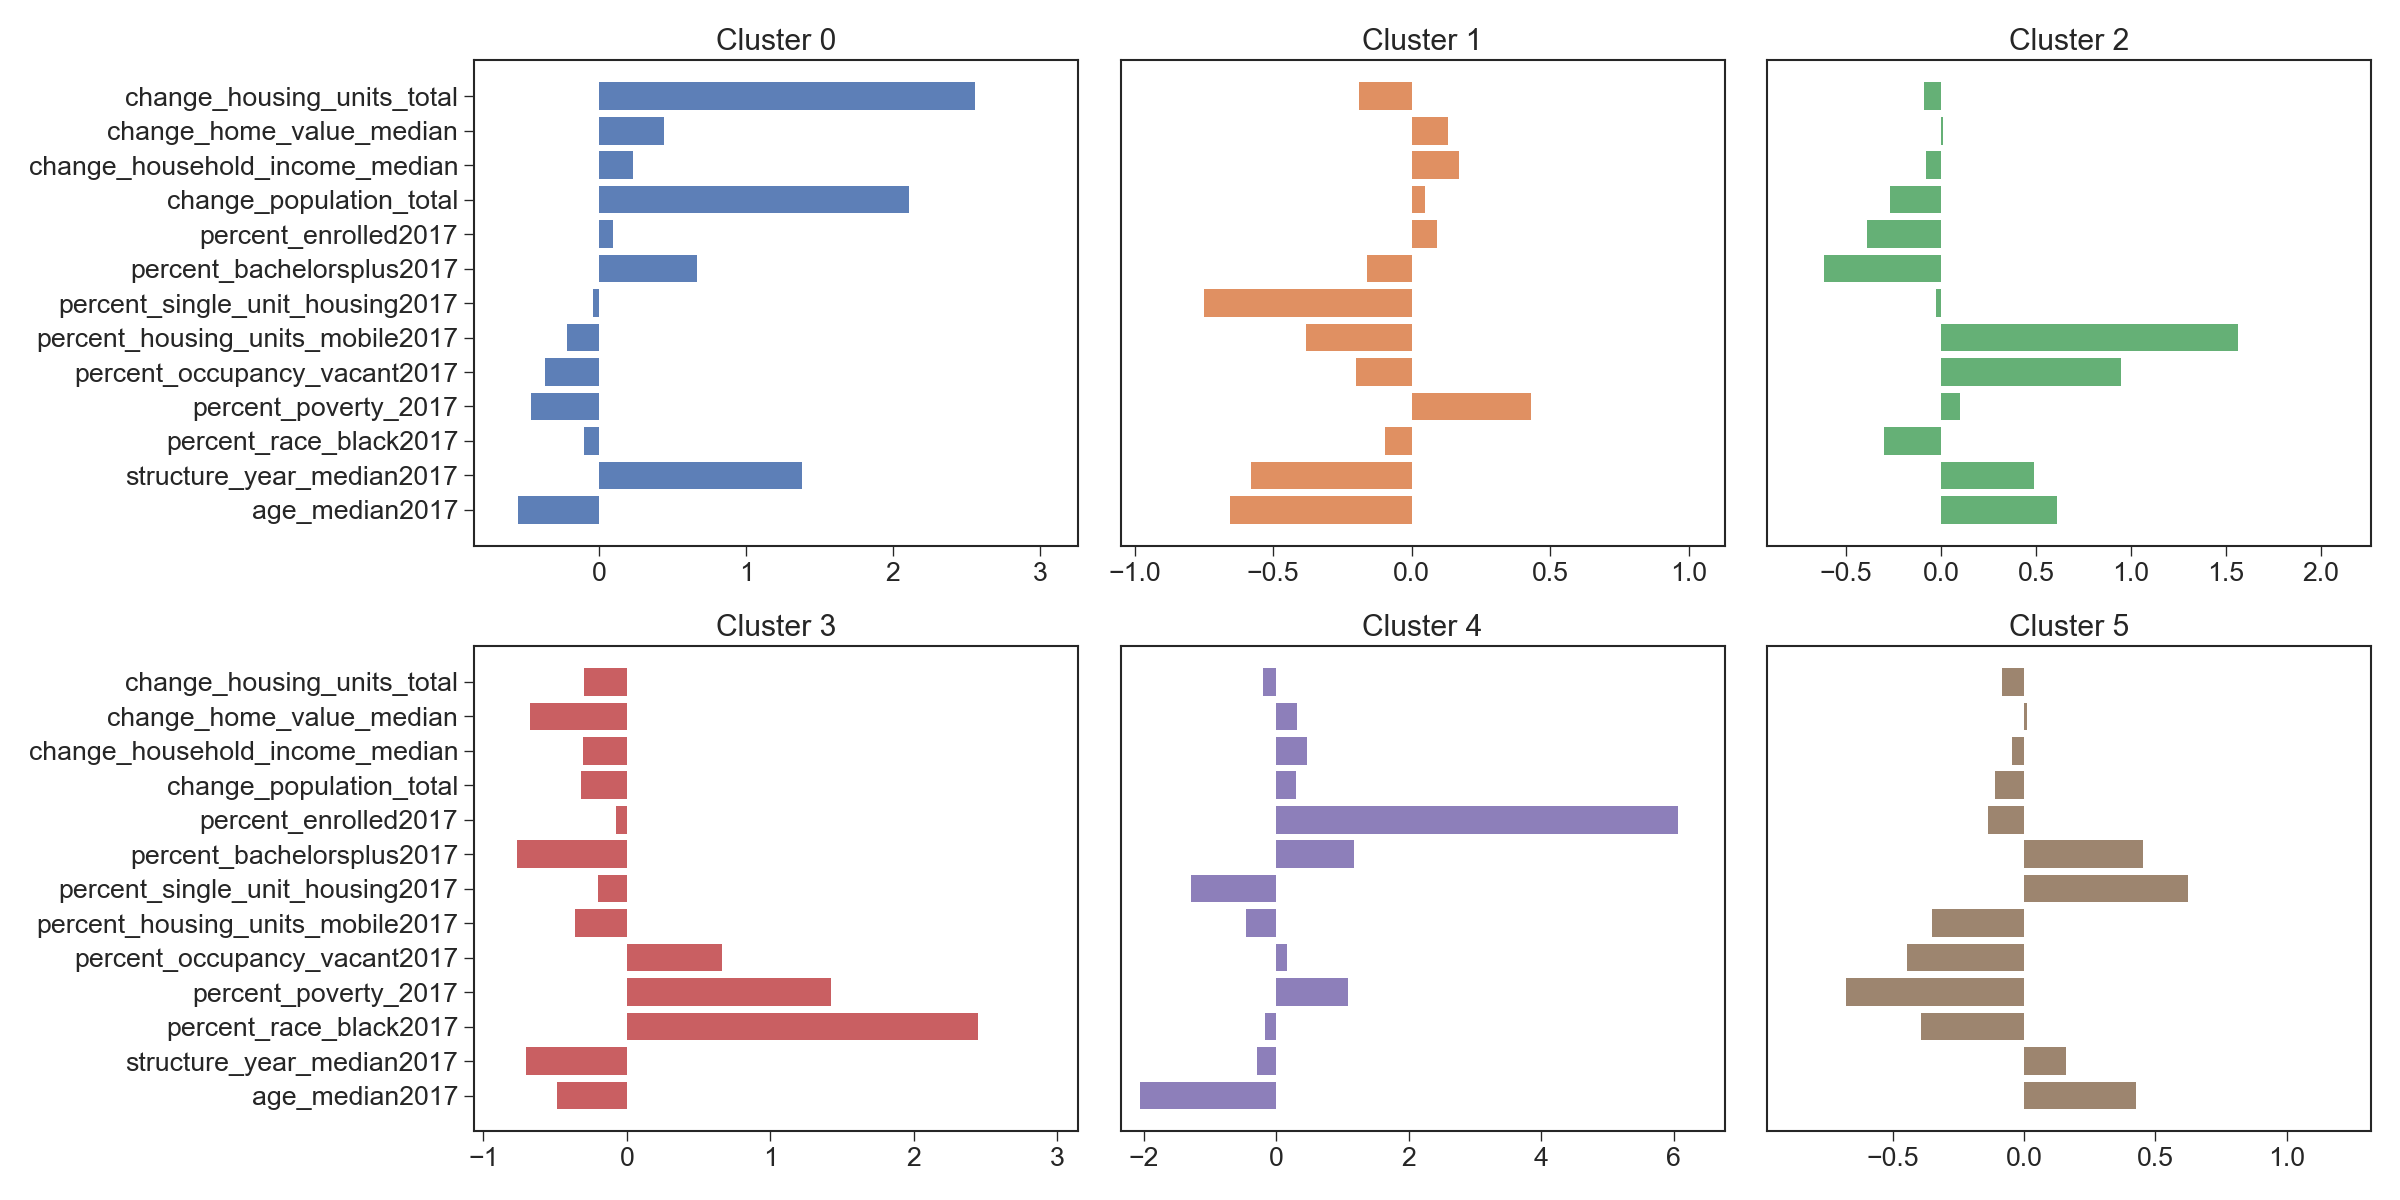 Cluster 0
Cluster 1
Cluster 2
change_housing_units_total
change_home_value_median
change_household_income_median
change_population_total
percent_enrolled2017
percent_bachelorsplus2017
percent_single_unit_housing2017
percent_housing_units_mobile2017
percent_occupancy_vacant2017
percent_poverty_2017
percent_race_black2017
structure_year_median2017
age_median2017
0 1 2 3
−1.0 −0.5 0.0 0.5 1.0
−0.5 0.0 0.5 1.0 1.5 2.0
Cluster 3
Cluster 4
Cluster 5
change_housing_units_total
change_home_value_median
change_household_income_median
change_population_total
percent_enrolled2017
percent_bachelorsplus2017
percent_single_unit_housing2017
percent_housing_units_mobile2017
percent_occupancy_vacant2017
percent_poverty_2017
percent_race_black2017
structure_year_median2017
age_median2017
−1 0 1 2 3
−2 0 2 4 6
−0.5 0.0 0.5 1.0